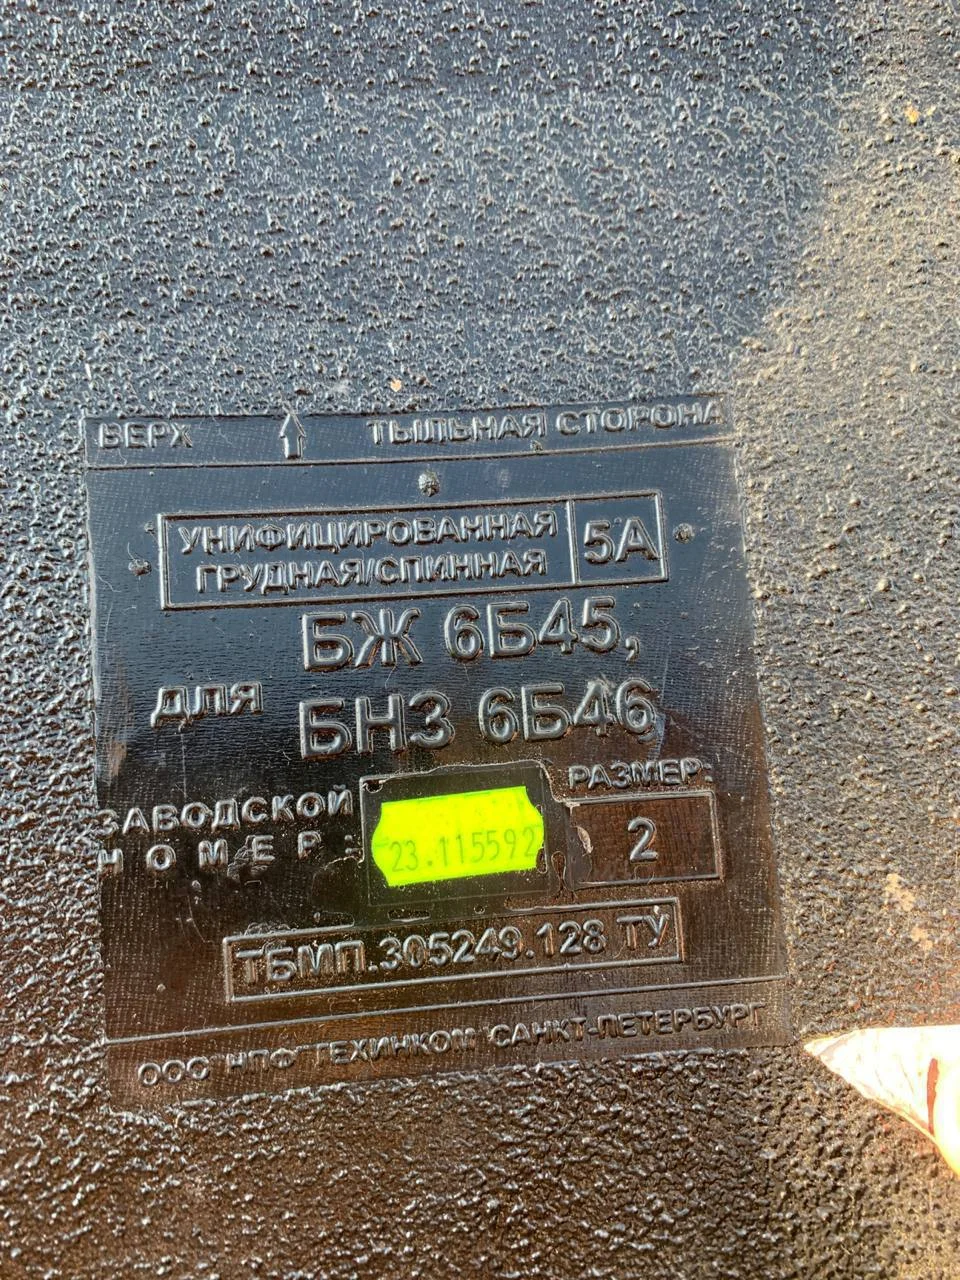 ВЕРХ ТЫЛЬНАЯ СТОРОНА
УНИФИЦИРОВАННАЯ
ГРУДНАЯ/СПИННАЯ
5А
БЖ 6Б45,
для
БНЗ 6Б46,
ЗАВОДСКОЙ
НОМЕР:
23.115592
РАЗМЕР:
2
ТБМП.305249.128 ТУ
ООО "НПФ "ТЕХИНКОМ" САНКТ-ПЕТЕРБУРГ